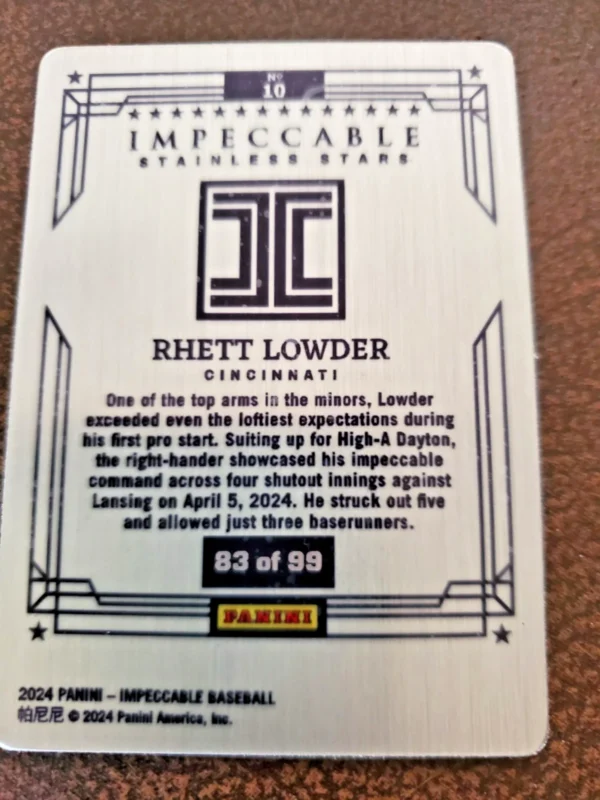 Nº
10
IMPECCABLE
STAINLESS STARS
RHETT LOWDER
CINCINNATI
One of the top arms in the minors, Lowder
exceeded even the loftiest expectations during
his first pro start. Suiting up for High-A Dayton,
the right-hander showcased his impeccable
command across four shutout innings against
Lansing on April 5, 2024. He struck out five
and allowed just three baserunners.
83 of 99
PANINI
2024 PANINI – IMPECCABLE BASEBALL
帕尼尼 © 2024 Panini America, Inc.